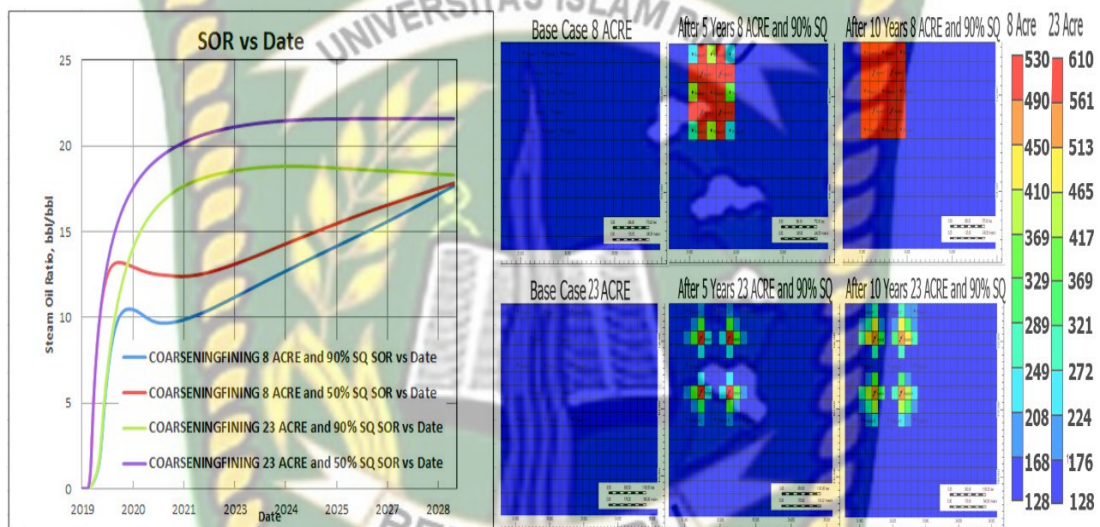 UNIVERSITAS ISLAM RIAU
SOR vs Date
Steam Oil Ratio, bbl/bbl
25
20
15
10
5
0
2019 2020 2021 2023 2024 2025 2027 2028
Date
COARSENINGFINING 8 ACRE and 90% SQ SOR vs Date
COARSENINGFINING 8 ACRE and 50% SQ SOR vs Date
COARSENINGFINING 23 ACRE and 90% SQ SOR vs Date
COARSENINGFINING 23 ACRE and 50% SQ SOR vs Date
Base Case 8 ACRE
After 5 Years 8 ACRE and 90% SQ
After 10 Years 8 ACRE and 90% SQ
Base Case 23 ACRE
After 5 Years 23 ACRE and 90% SQ
After 10 Years 23 ACRE and 90% SQ
8 Acre 23 Acre
530 610
490 561
450 513
410 465
369 417
329 369
289 321
249 272
208 224
168 176
128 128